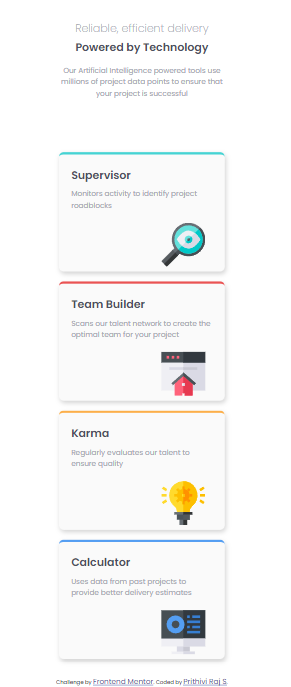 Reliable, efficient delivery
Powered by Technology
Our Artificial Intelligence powered tools use
millions of project data points to ensure that
your project is successful
Supervisor
Monitors activity to identify project
roadblocks
Team Builder
Scans our talent network to create the
optimal team for your project
Karma
Regularly evaluates our talent to
ensure quality
Calculator
Uses data from past projects to
provide better delivery estimates
Challenge by Frontend Mentor. Coded by Prithivi Raj S.